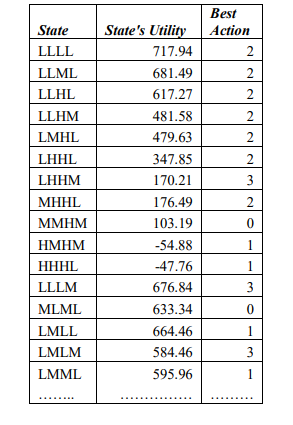 State State's Utility Best Action
LLLL 717.94 2
LLML 681.49 2
LLHL 617.27 2
LLHM 481.58 2
LMHL 479.63 2
LHHL 347.85 2
LHHM 170.21 3
MHHL 176.49 2
MMHM 103.19 0
HMHM -54.88 1
HHHL -47.76 1
LLLM 676.84 3
MLML 633.34 0
LMLL 664.46 1
LMLM 584.46 3
LMML 595.96 1
…….. …………… ………